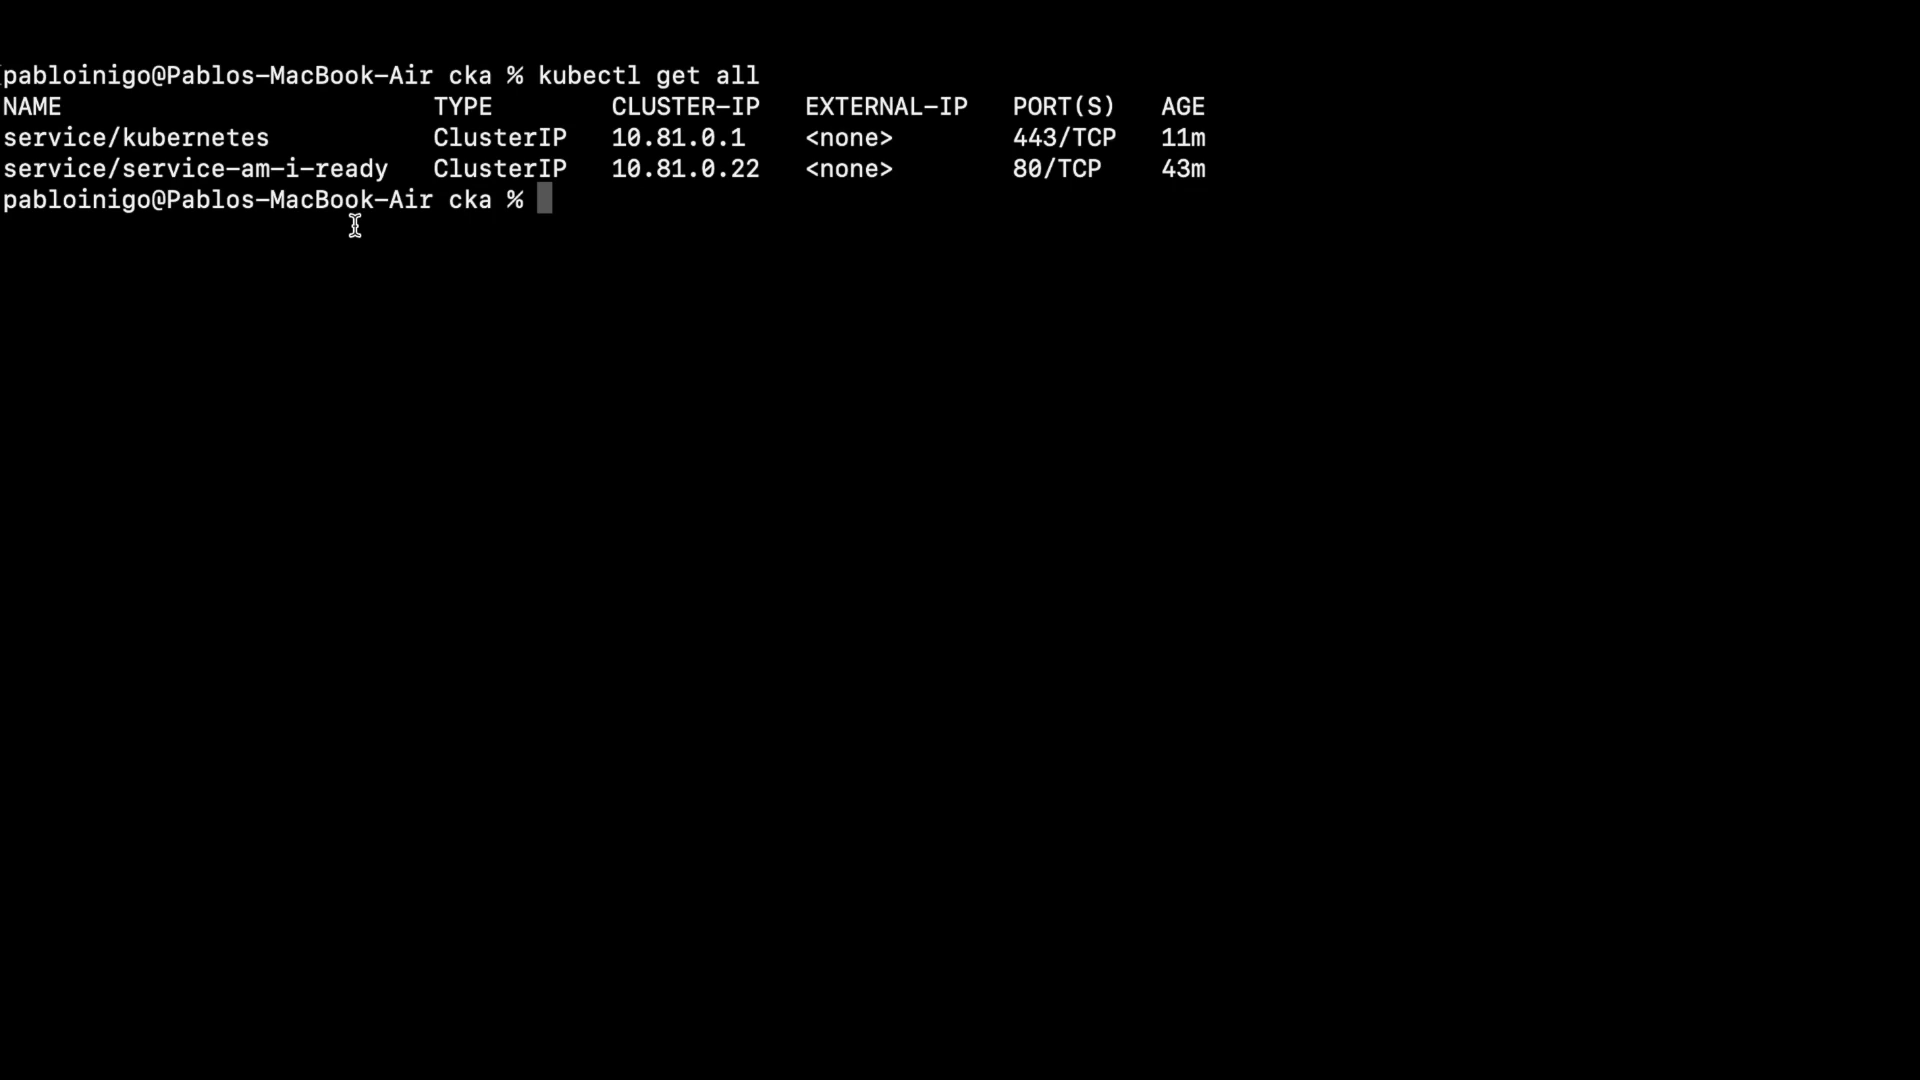 pabloinigo@Pablos-MacBook-Air cka % kubectl get all
NAME TYPE CLUSTER-IP EXTERNAL-IP PORT(S) AGE
service/kubernetes ClusterIP 10.81.0.1 <none> 443/TCP 11m
service/service-am-i-ready ClusterIP 10.81.0.22 <none> 80/TCP 43m
pabloinigo@Pablos-MacBook-Air cka %